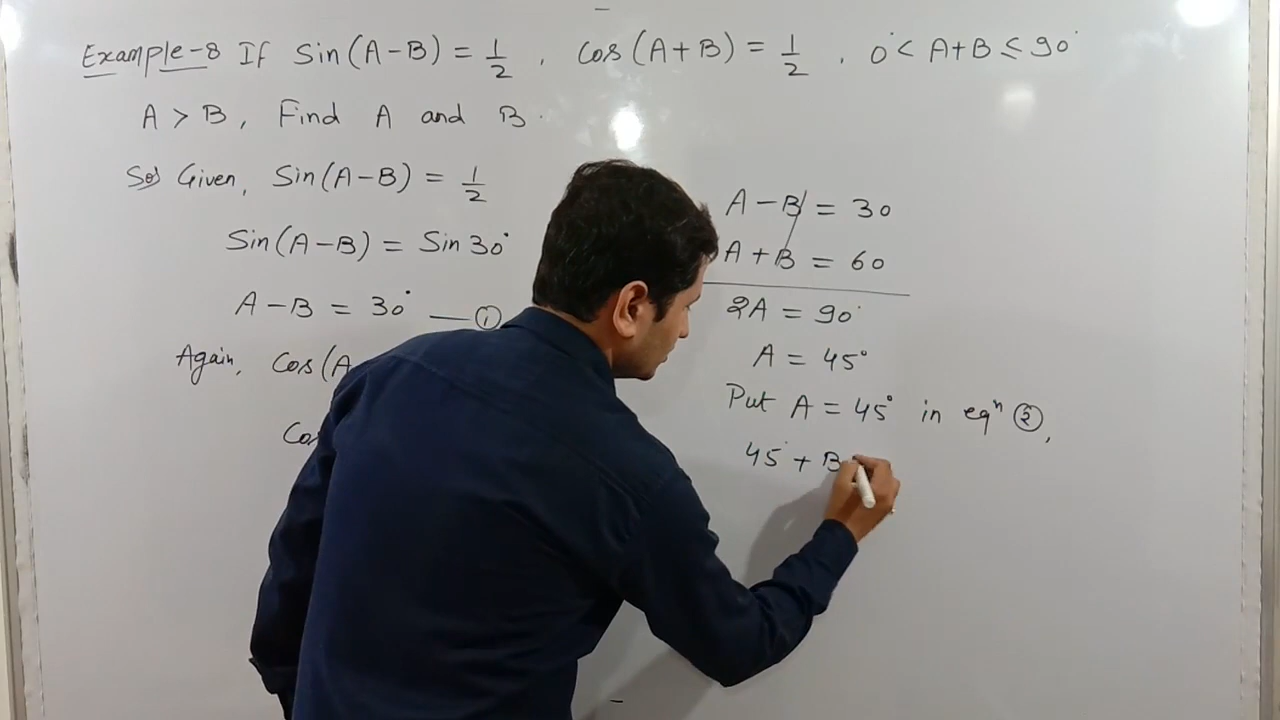 Example-8 If Sin(A-B) = 1/2 , Cos(A+B) = 1/2 , 0° < A+B ≤ 90°
A > B, Find A and B.
Sol Given, Sin(A-B) = 1/2
Sin(A-B) = Sin 30°
A-B = 30° — ①
Again, Cos(A
Co
A - B = 30
A + B = 60
2A = 90°
A = 45°
Put A = 45° in eqn ②,
45° + B